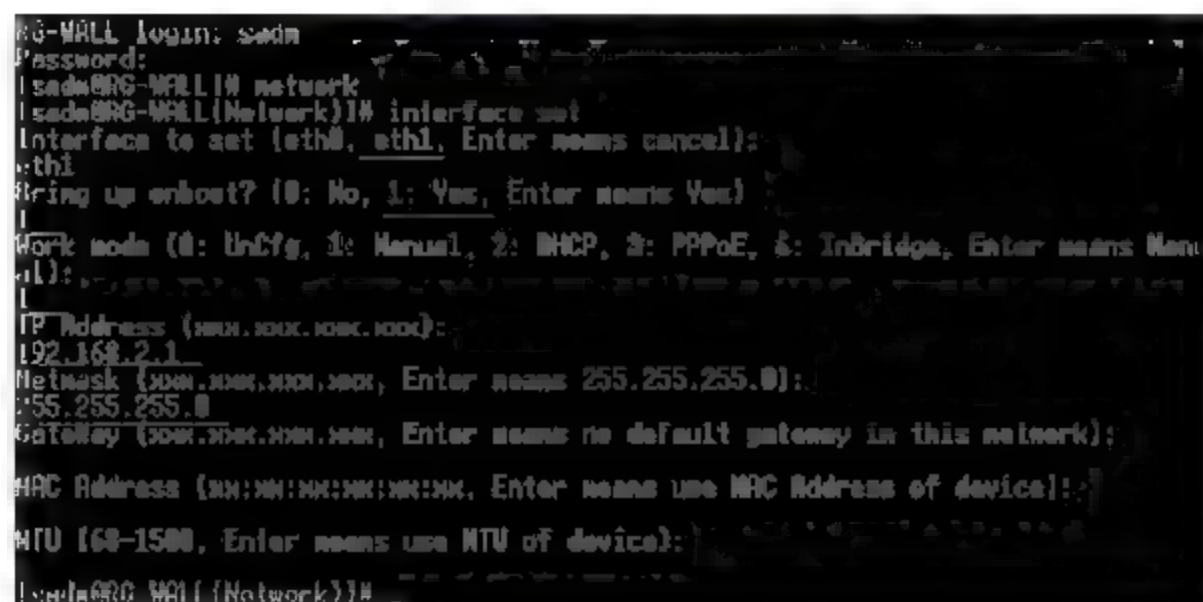 RG-WALL login: sadm
Password:
[sadm@RG-WALL]# network
[sadm@RG-WALL(Network)]# interface set
Interface to set (eth0, eth1, Enter means cancel):
eth1
Bring up onboot? (0: No, 1: Yes, Enter means Yes)
1
Work mode (0: UnCfg, 1: Manual, 2: DHCP, 3: PPPoE, 4: InBridge, Enter means Manu
al):
1
IP Address (xxx.xxx.xxx.xxx):
192.168.2.1
Netmask (xxx.xxx.xxx.xxx, Enter means 255.255.255.0):
255.255.255.0
GateWay (xxx.xxx.xxx.xxx, Enter means no default gateway in this network):
MAC Address (xx:xx:xx:xx:xx:xx, Enter means use MAC Address of device):
MTU (60-1500, Enter means use MTU of device):
[sadm@RG-WALL(Network)]#